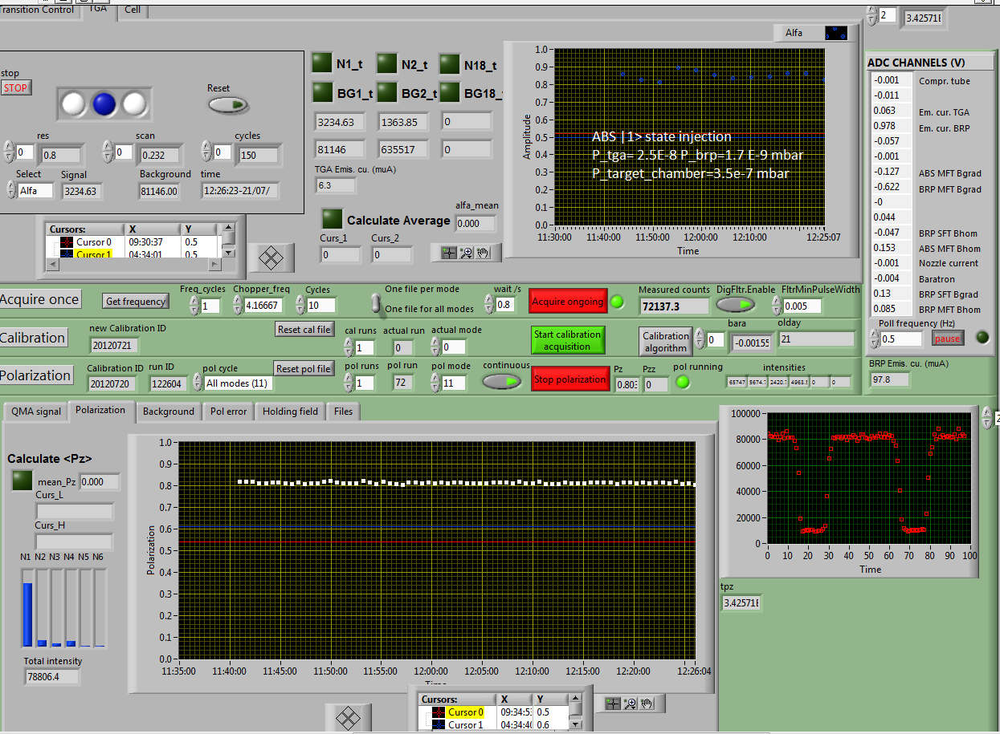 Transition Control TGA Cell
2 3.42571E
Alfa
stop
STOP
Reset
res scan cycles
0 0.8 0 0.232 0 150
Select Signal Background time
Alfa 3234.63 81146.00 12:26:23-21/07/
Cursors: X Y
Cursor 0 09:30:37 0.5
Cursor 1 04:34:01 0.5
N1_t N2_t N18_t
BG1_t BG2_t BG18_
3234.63 1363.85 0
81146 635517 0
TGA Emis. cu. (muA)
6.3
alfa_mean
Calculate Average 0.000
Curs_1 Curs_2
0 0
Amplitude
1.0
0.9
0.8
0.7
0.6
0.5
0.4
0.3
0.2
0.1
0.0
ABS |1> state injection
P_tga= 2.5E-8 P_brp=1.7 E-9 mbar
P_target_chamber=3.5e-7 mbar
11:30:00 11:40:00 11:50:00 12:00:00 12:10:00 12:25:07
Time
ADC CHANNELS (V)
-0.001 Compr. tube
-0.011
0.063 Em. cur. TGA
0.978 Em. cur. BRP
-0.057
-0.001
-0.127 ABS MFT Bgrad
-0.622 BRP MFT Bgrad
-0
0.044
-0.047 BRP SFT Bhom
0.153 ABS MFT Bhom
-0.001 Nozzle current
-0.004 Baratron
0.13 BRP SFT Bgrad
0.085 BRP MFT Bhom
Poll frequency (Hz)
0.5 pause
BRP Emis. cu. (muA)
97.8
Freq_cycles Chopper_freq Cycles One file per mode wait /s Measured counts DigFltr.Enable FltrMinPulseWidth
Acquire once Get frequency 1 4.16667 10 One file for all modes 0.8 Acquire ongoing 72137.3 0.005
new Calibration ID Reset cal file cal runs actual run actual mode bara olday
Calibration 20120721 1 0 0 Start calibration acquisition Calibration algorithm 0 -0.00155 21
Calibration ID run ID pol cycle Reset pol file pol runs pol run pol mode continuous Pz Pzz pol running intensities
Polarization 20120720 122604 All modes (11) 1 72 11 Stop polarization 0.803 0 65747 5674. 2420. 4963. 0 0
QMA signal Polarization Background Pol error Holding field Files
Calculate <Pz>
mean_Pz 0.000
Curs_L
Curs_H
N1 N2 N3 N4 N5 N6
Total intensity
78806.4
Polarization
1.0
0.9
0.8
0.7
0.6
0.5
0.4
0.3
0.2
0.1
0.0
11:35:00 11:40:00 11:45:00 11:50:00 11:55:00 12:00:00 12:05:00 12:10:00 12:15:00 12:20:00 12:26:04
Time
Cursors: X Y
Cursor 0 09:34:5 0.5
Cursor 1 04:34:4 0.6
100000
80000
60000
40000
20000
0
0 10 20 30 40 50 60 70 80 90 100
Time
2
tpz
3.42571E